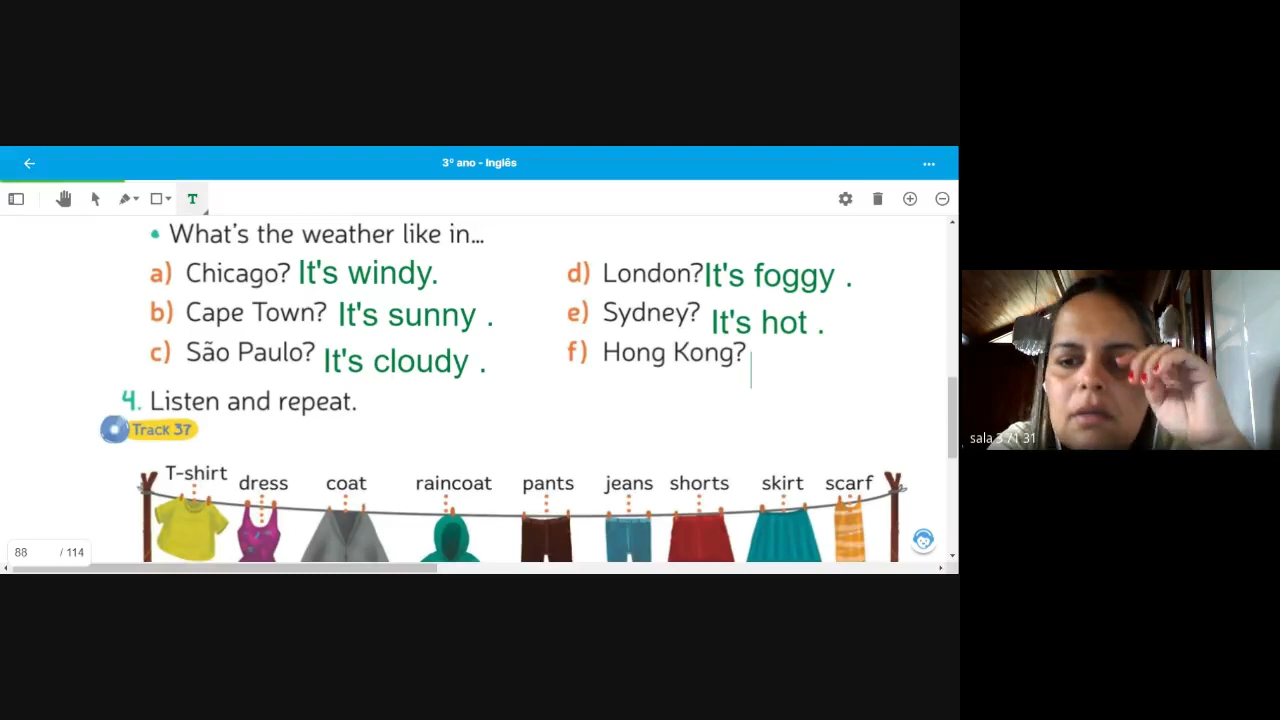 3º ano - Inglês
T
• What's the weather like in...
a) Chicago? It's windy.
d) London? It's foggy .
b) Cape Town? It's sunny .
e) Sydney? It's hot .
c) São Paulo? It's cloudy .
f) Hong Kong?
4. Listen and repeat.
Track 37
T-shirt dress coat raincoat pants jeans shorts skirt scarf
88 / 114
sala 3 /1 31